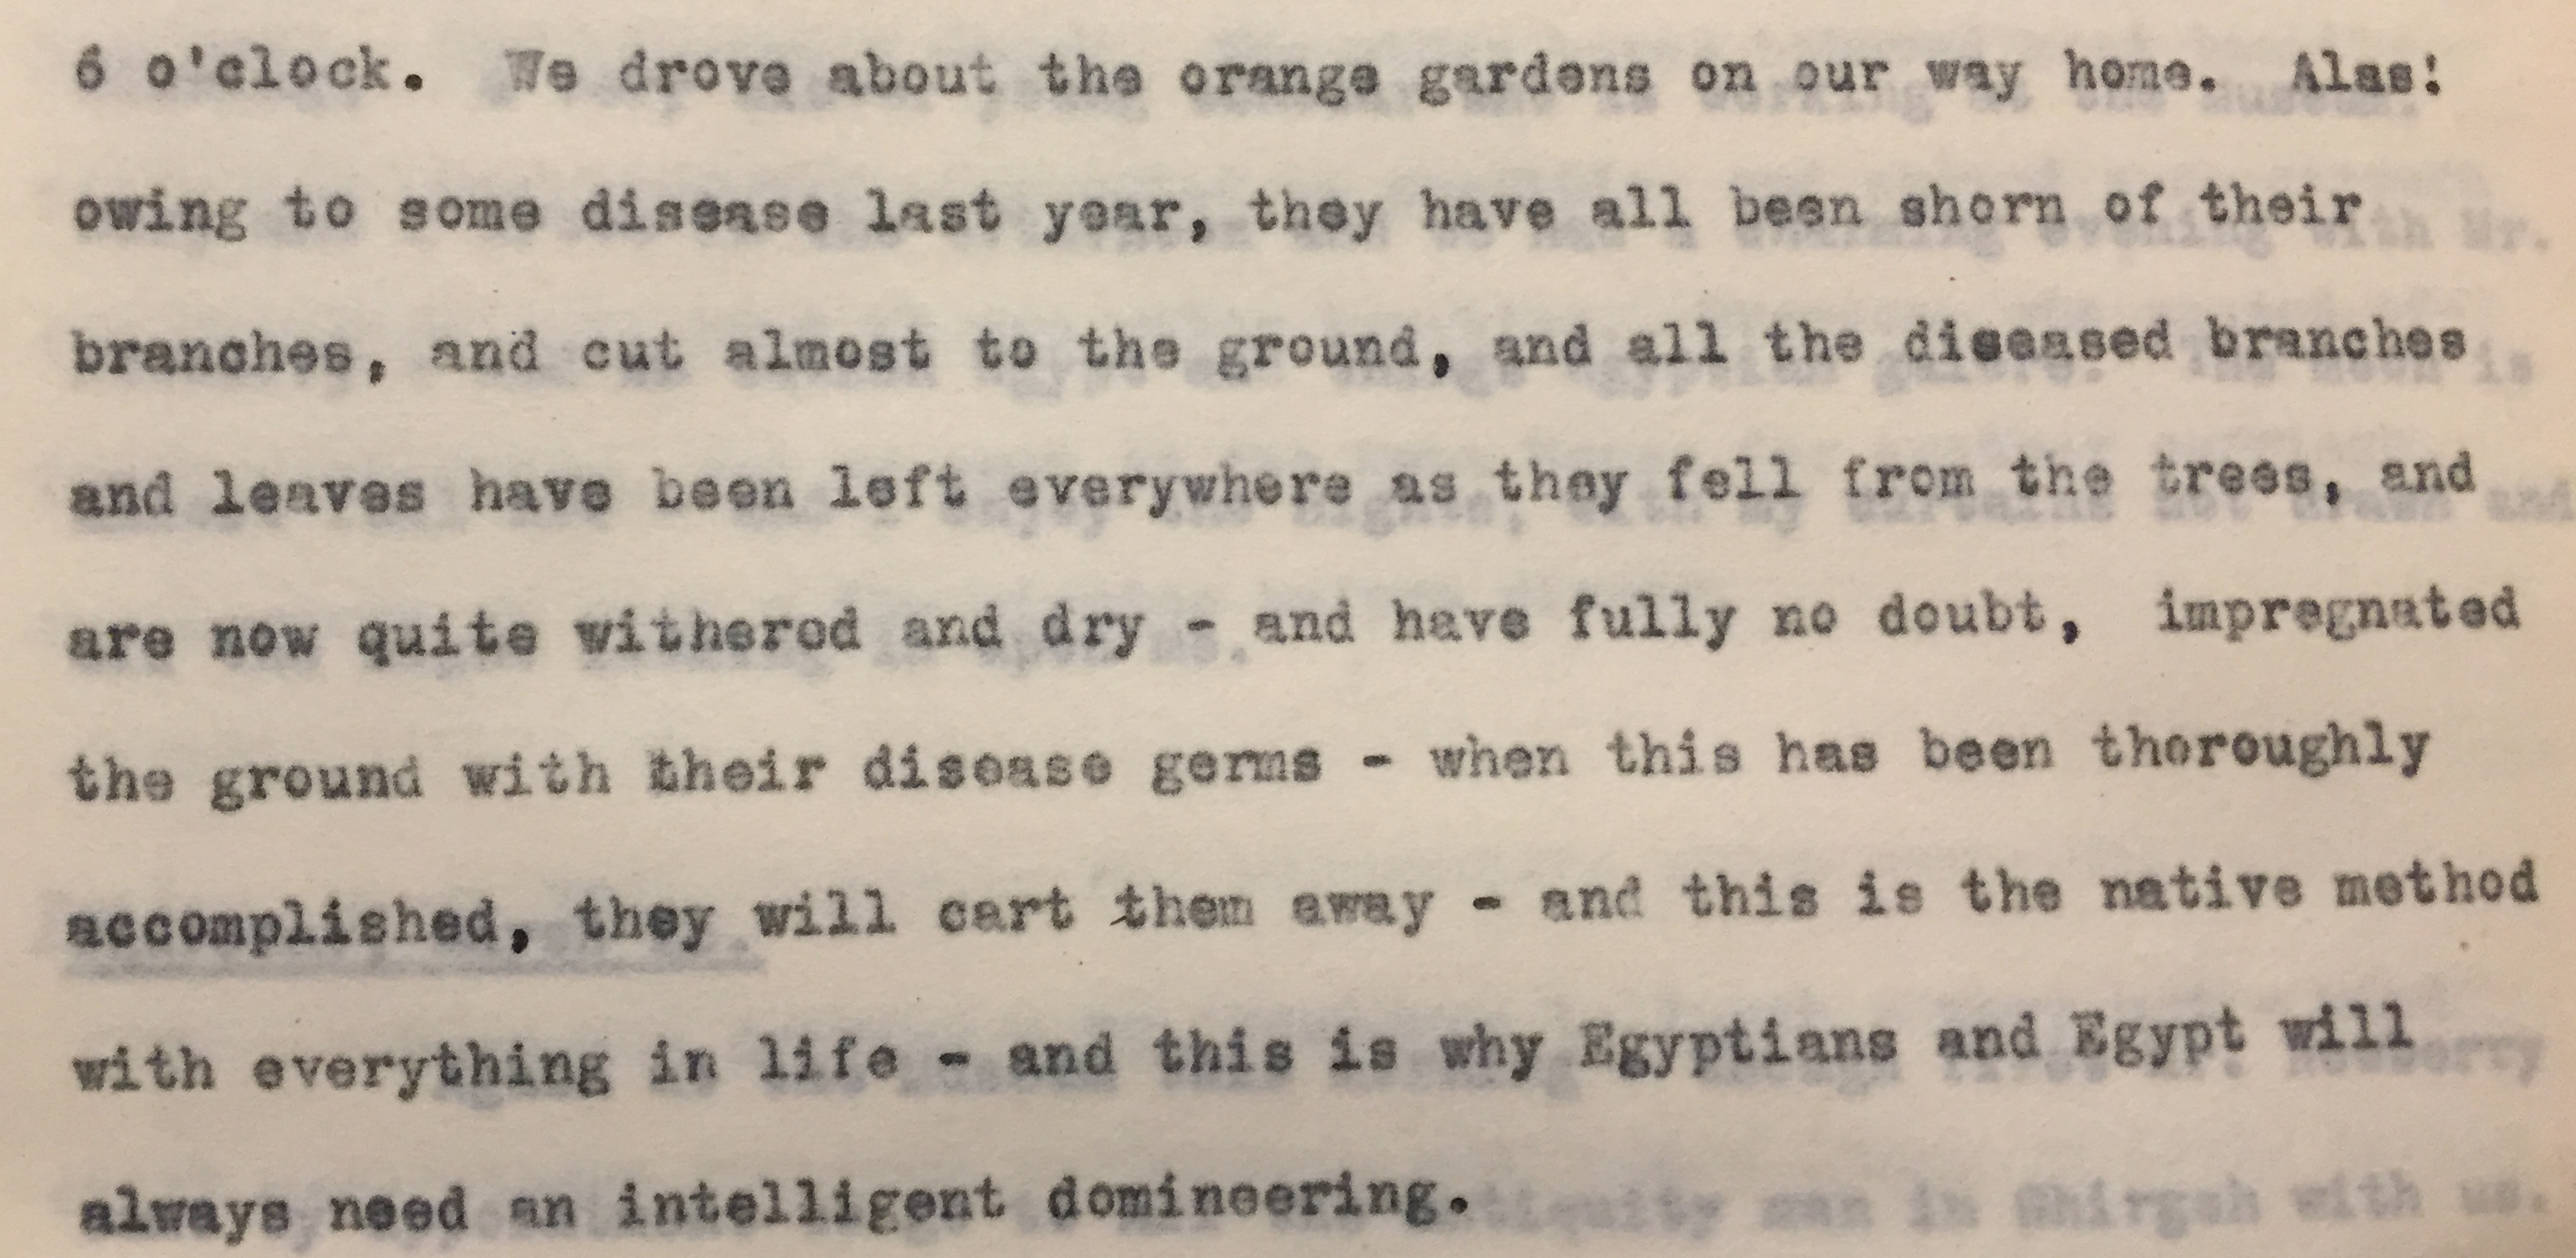 6 o'clock.  We drove about the orange gardens on our way home.  Alas!
owing to some disease last year, they have all been shorn of their
branches, and cut almost to the ground, and all the diseased branches
and leaves have been left everywhere as they fell from the trees, and
are now quite withered and dry - and have fully no doubt,  impregnated
the ground with their disease germs - when this has been thoroughly
accomplished, they will cart them away - and this is the native method
with everything in life - and this is why Egyptians and Egypt will
always need an intelligent domineering.